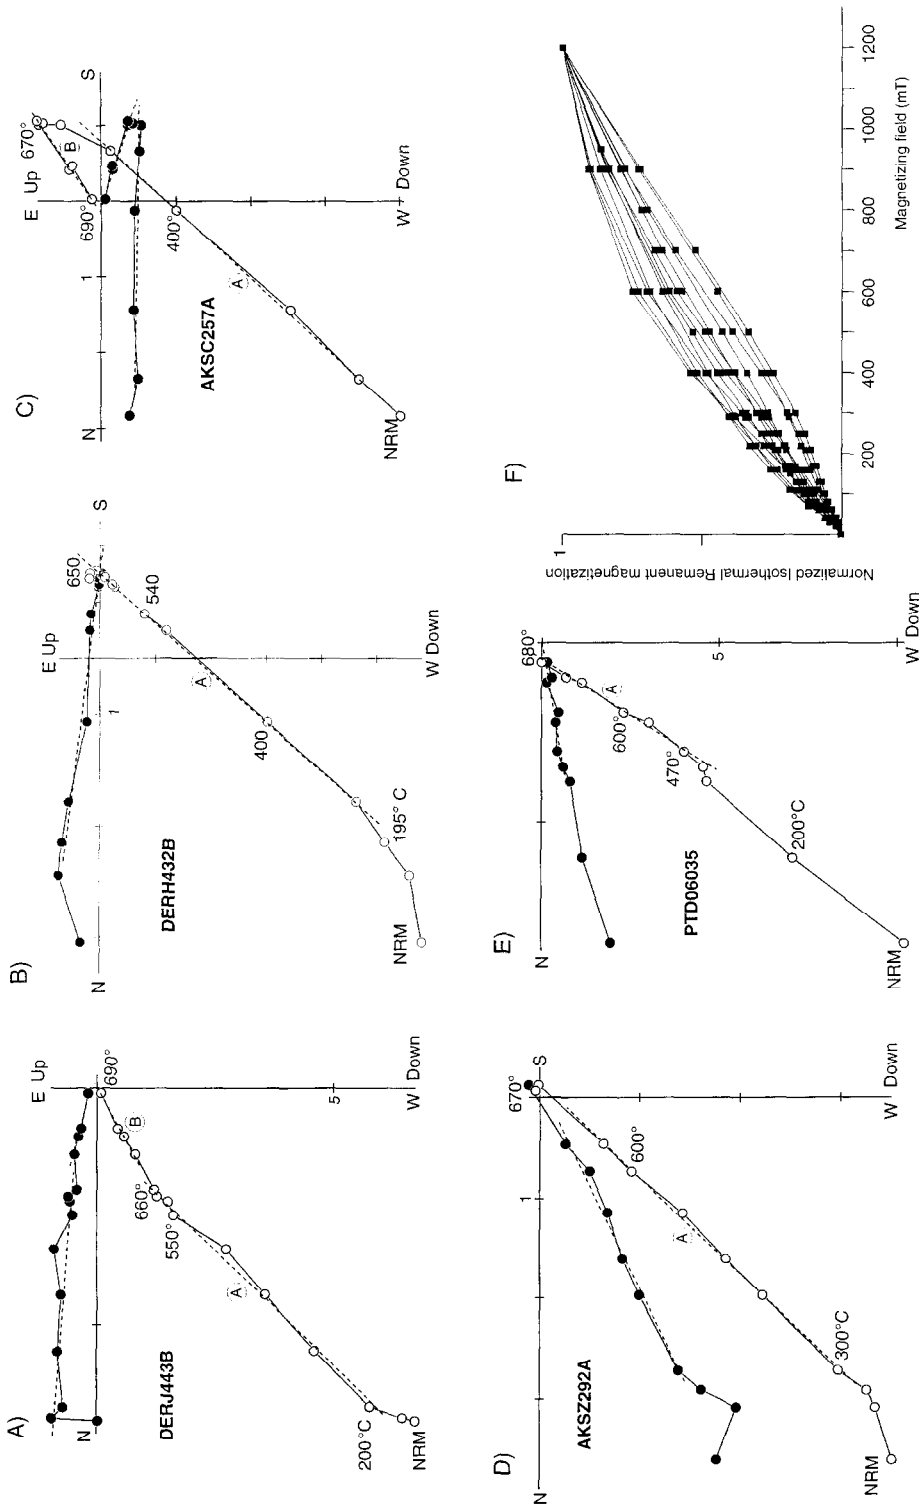 A)
E Up
690°
B
660°
550°
A
5
200°C
NRM
N
W Down
DERJ443B
B)
E Up
S
650
540
A
1
400
195° C
NRM
N
W Down
DERH432B
C)
E Up
670°
S
B
690°
400°
1
A
N
NRM
W Down
AKSC257A
D)
670°
S
600°
1
A
300°C
N
NRM
W Down
AKSZ292A
E)
680°
N
A
600°
470°
5
200°C
NRM
W Down
PTD06035
F)
1
Normalized Isothermal Remanent magnetization
200
400
600
800
1000
1200
Magnetizing field (mT)